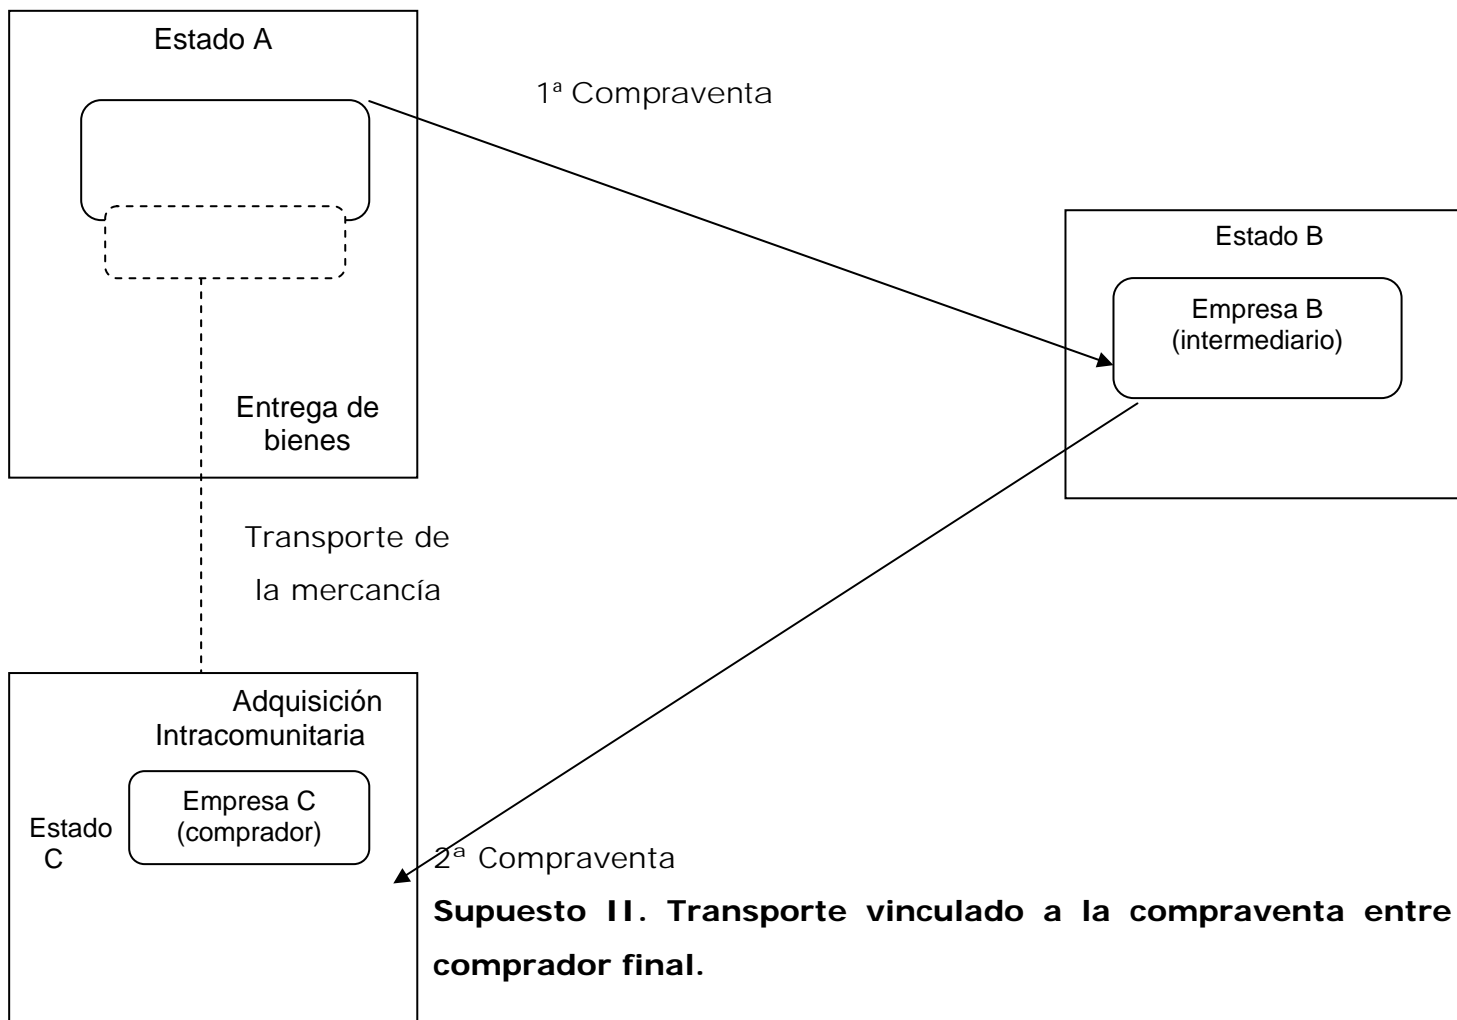 Estado A
1ª Compraventa
Estado B
Empresa B
(intermediario)
Entrega de
bienes
Transporte de
la mercancía
Adquisición
Intracomunitaria
Empresa C
(comprador)
Estado
C
2ª Compraventa
Supuesto II. Transporte vinculado a la compraventa entre
comprador final.